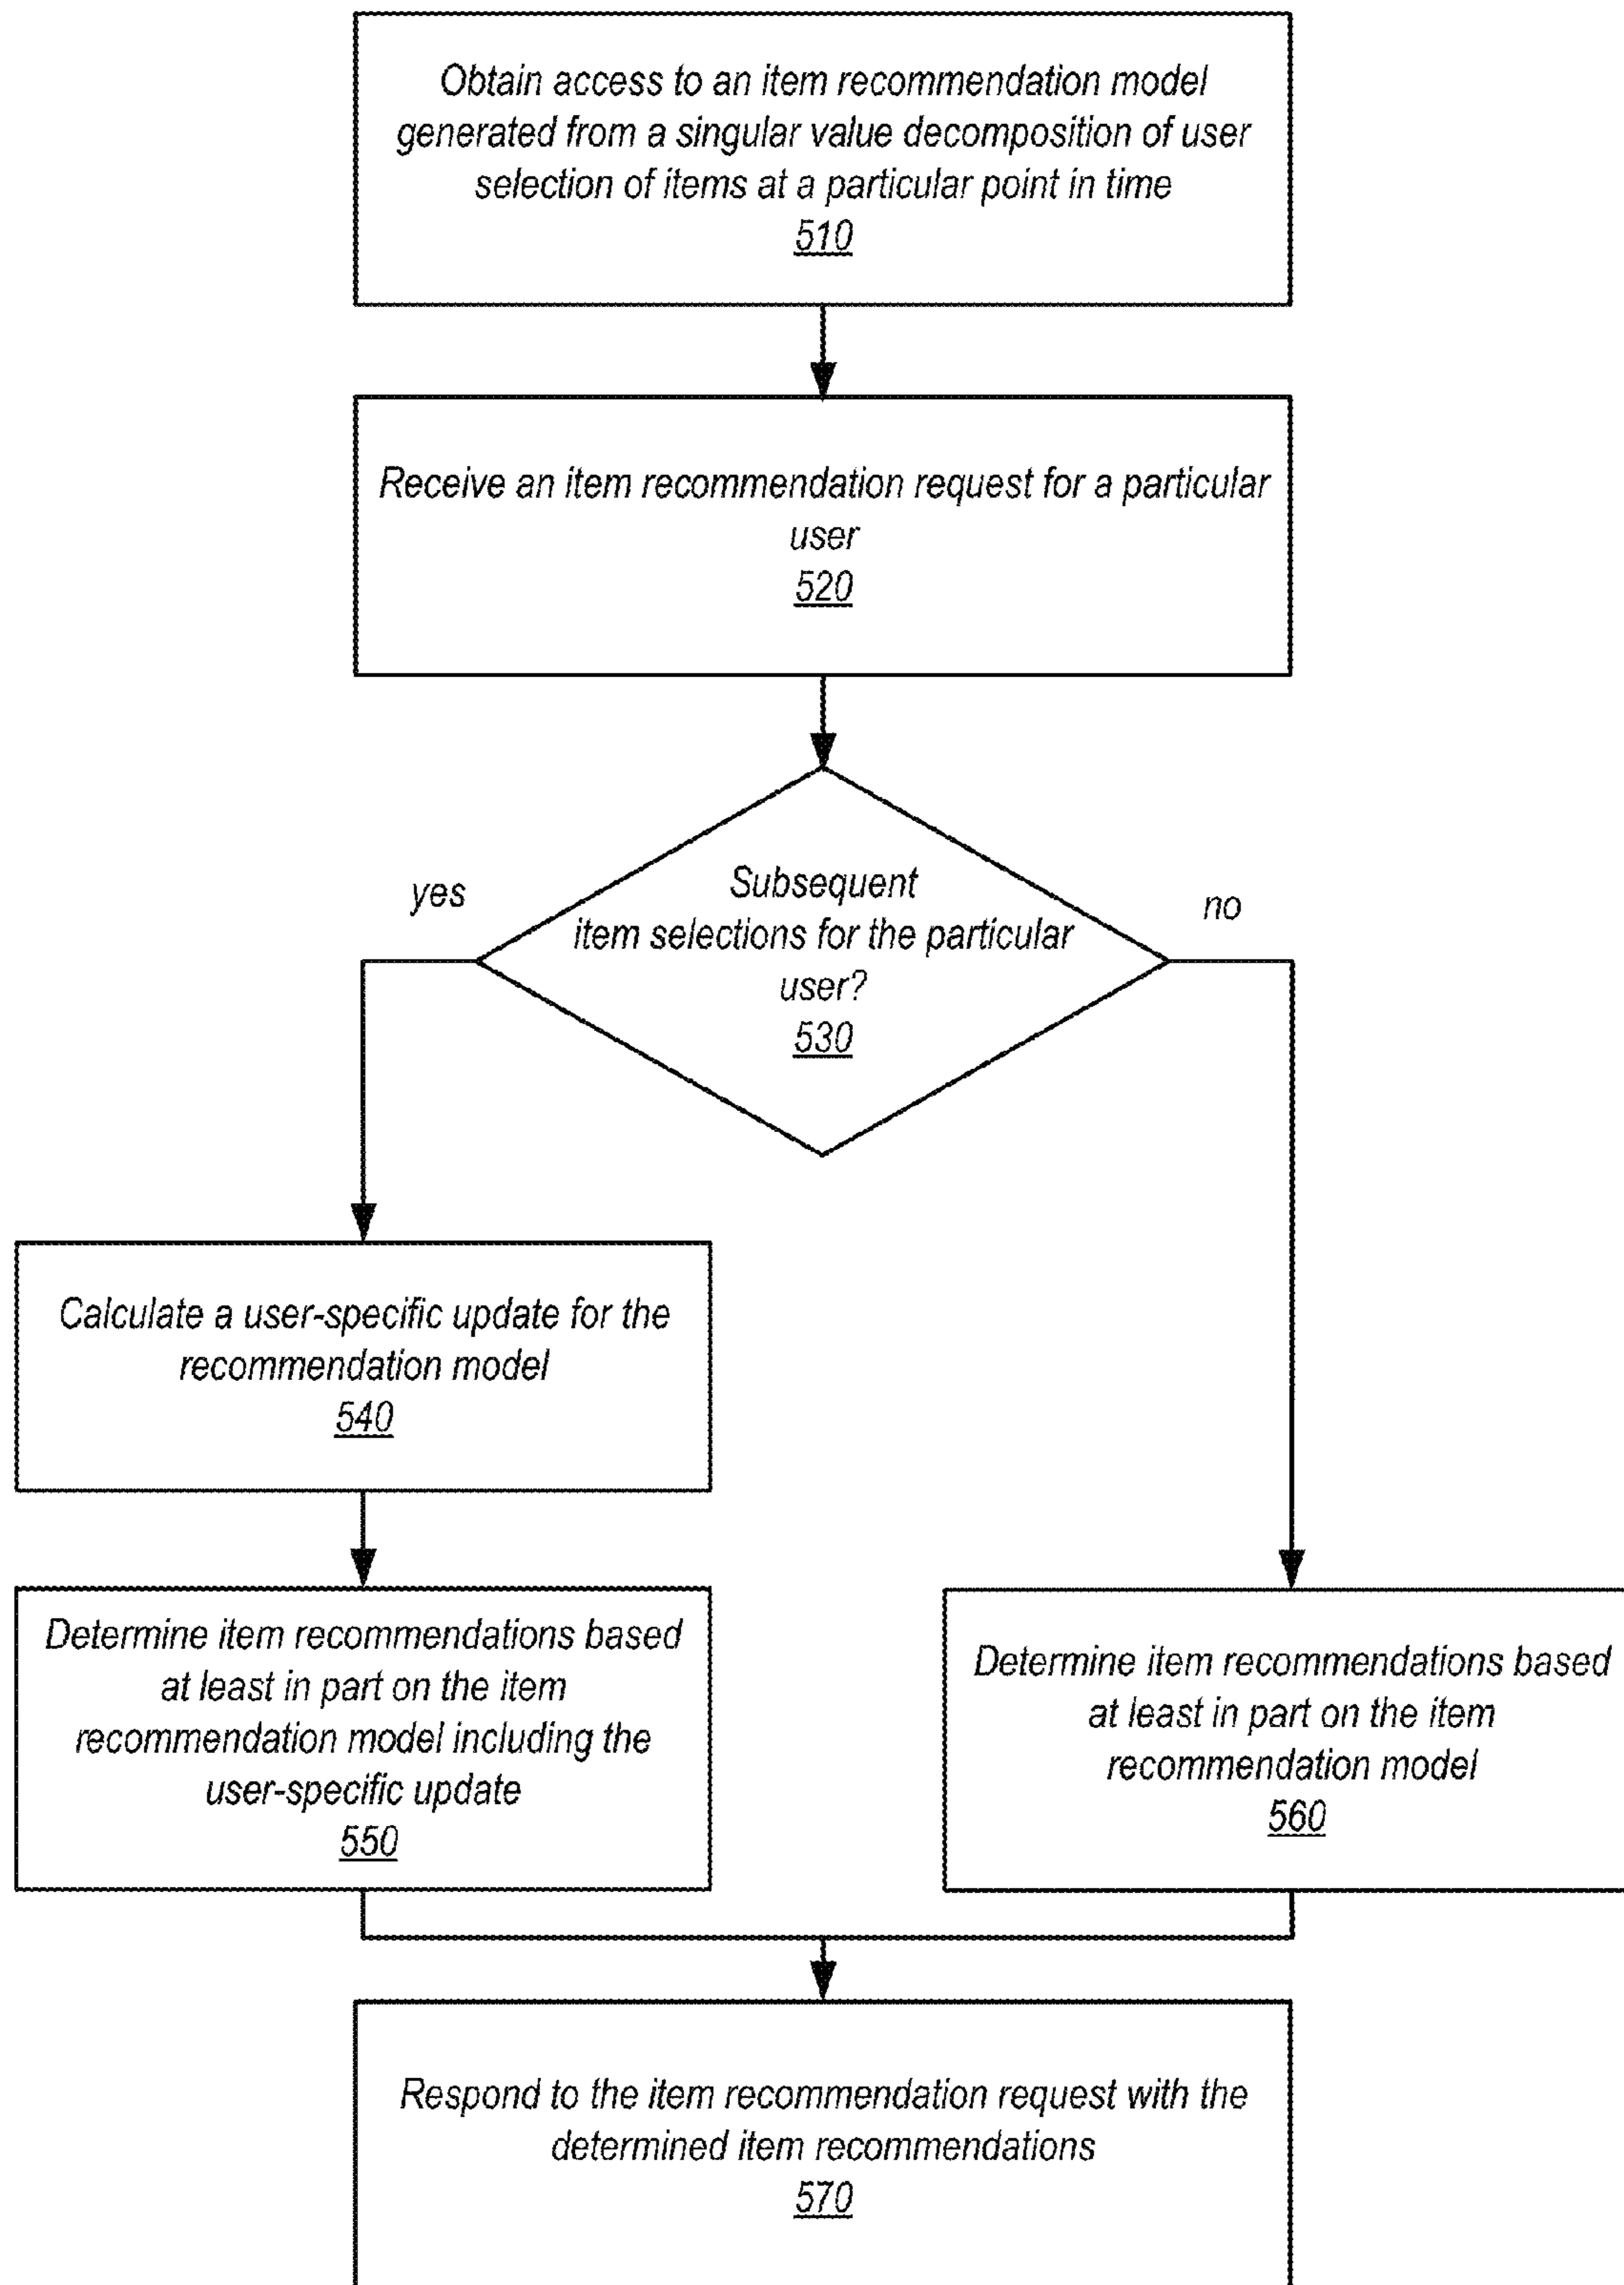 Obtain access to an item recommendation model
generated from a singular value decomposition of user
selection of items at a particular point in time
510
Receive an item recommendation request for a particular
user
520
yes
no
Subsequent
item selections for the particular
user?
530
Calculate a user-specific update for the
recommendation model
540
Determine item recommendations based
at least in part on the item
recommendation model including the
user-specific update
550
Determine item recommendations based
at least in part on the item
recommendation model
560
Respond to the item recommendation request with the
determined item recommendations
570